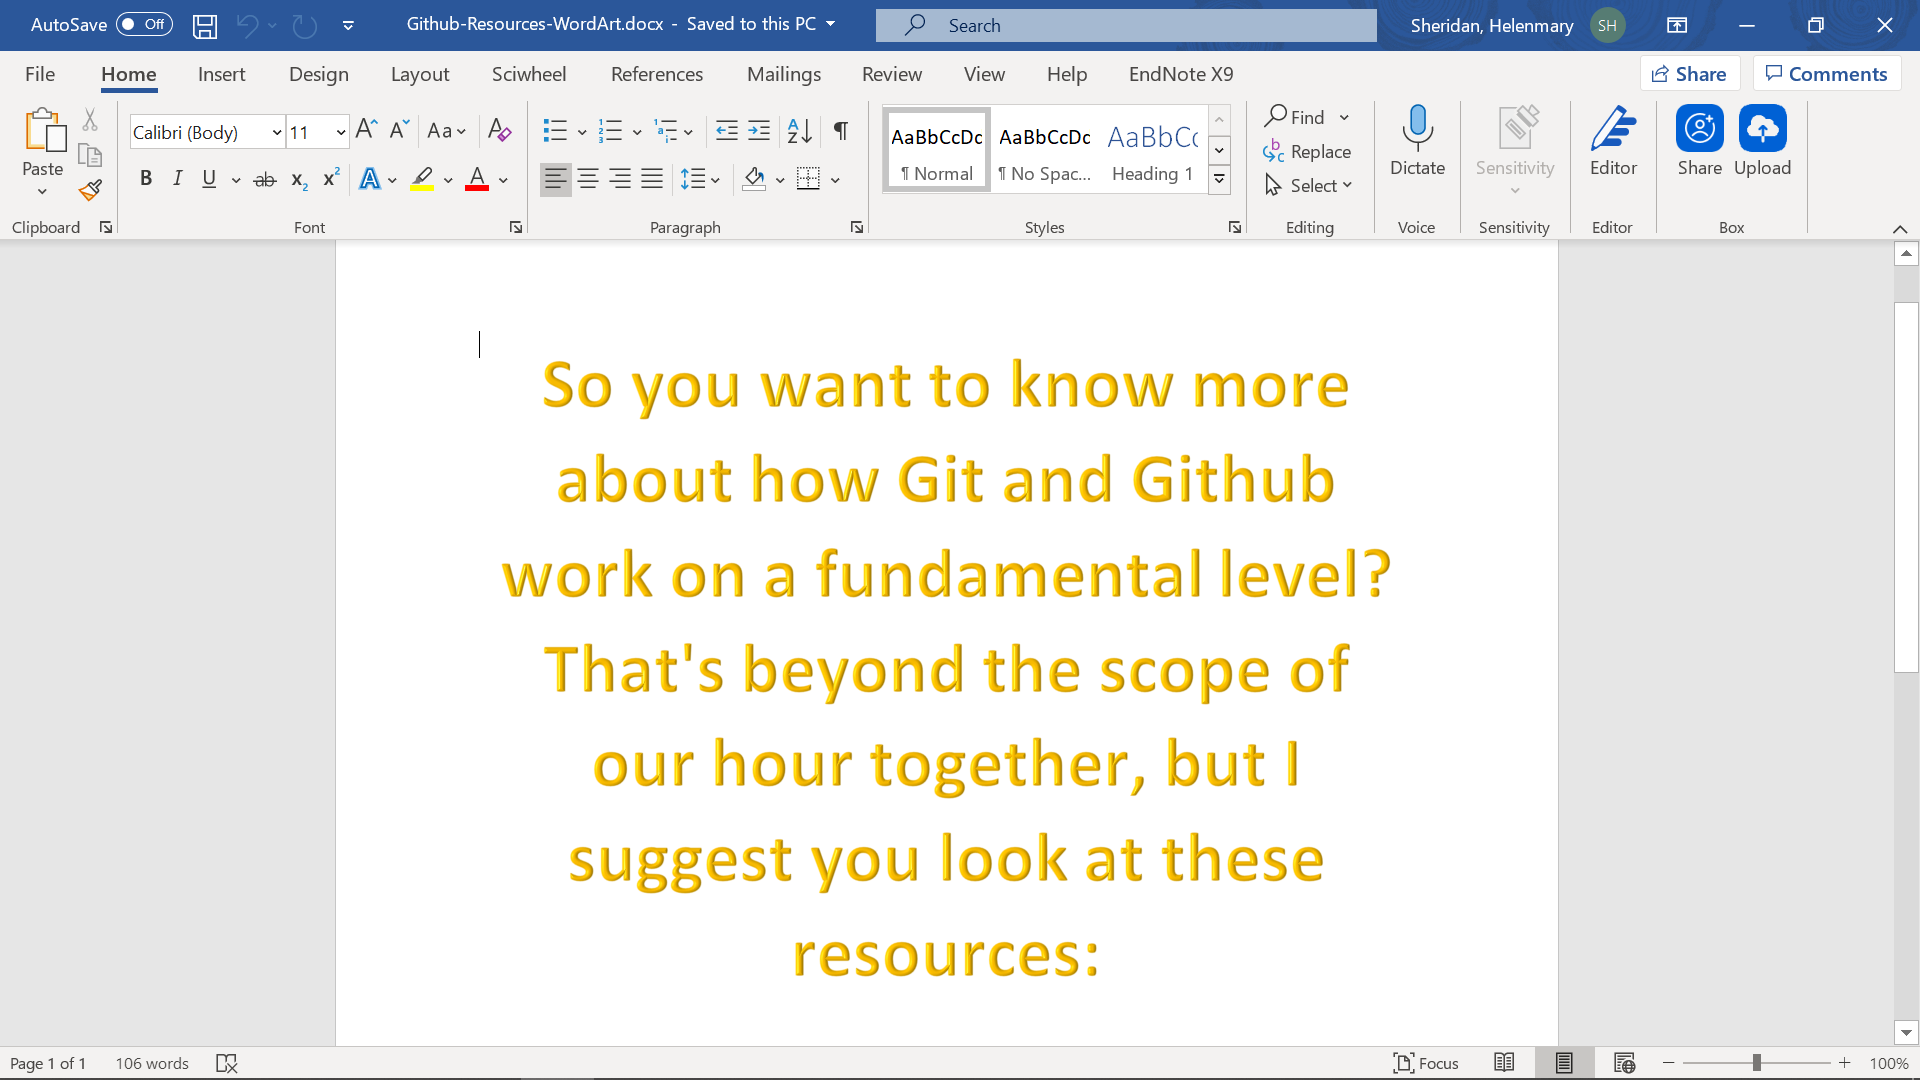 AutoSave Off Github-Resources-WordArt.docx - Saved to this PC Search Sheridan, Helenmary SH
File Home Insert Design Layout Sciwheel References Mailings Review View Help EndNote X9 Share Comments
Paste
Clipboard
Calibri (Body) 11 Aa
B I U ab x2 x2 A A
Font
Paragraph
AaBbCcDc AaBbCcDc AaBbCc
¶ Normal ¶ No Spac... Heading 1
Styles
Find
Replace
Select
Editing
Dictate
Voice
Sensitivity
Sensitivity
Editor
Editor
Share Upload
Box
So you want to know more
about how Git and Github
work on a fundamental level?
That's beyond the scope of
our hour together, but I
suggest you look at these
resources:
Page 1 of 1 106 words Focus 100%